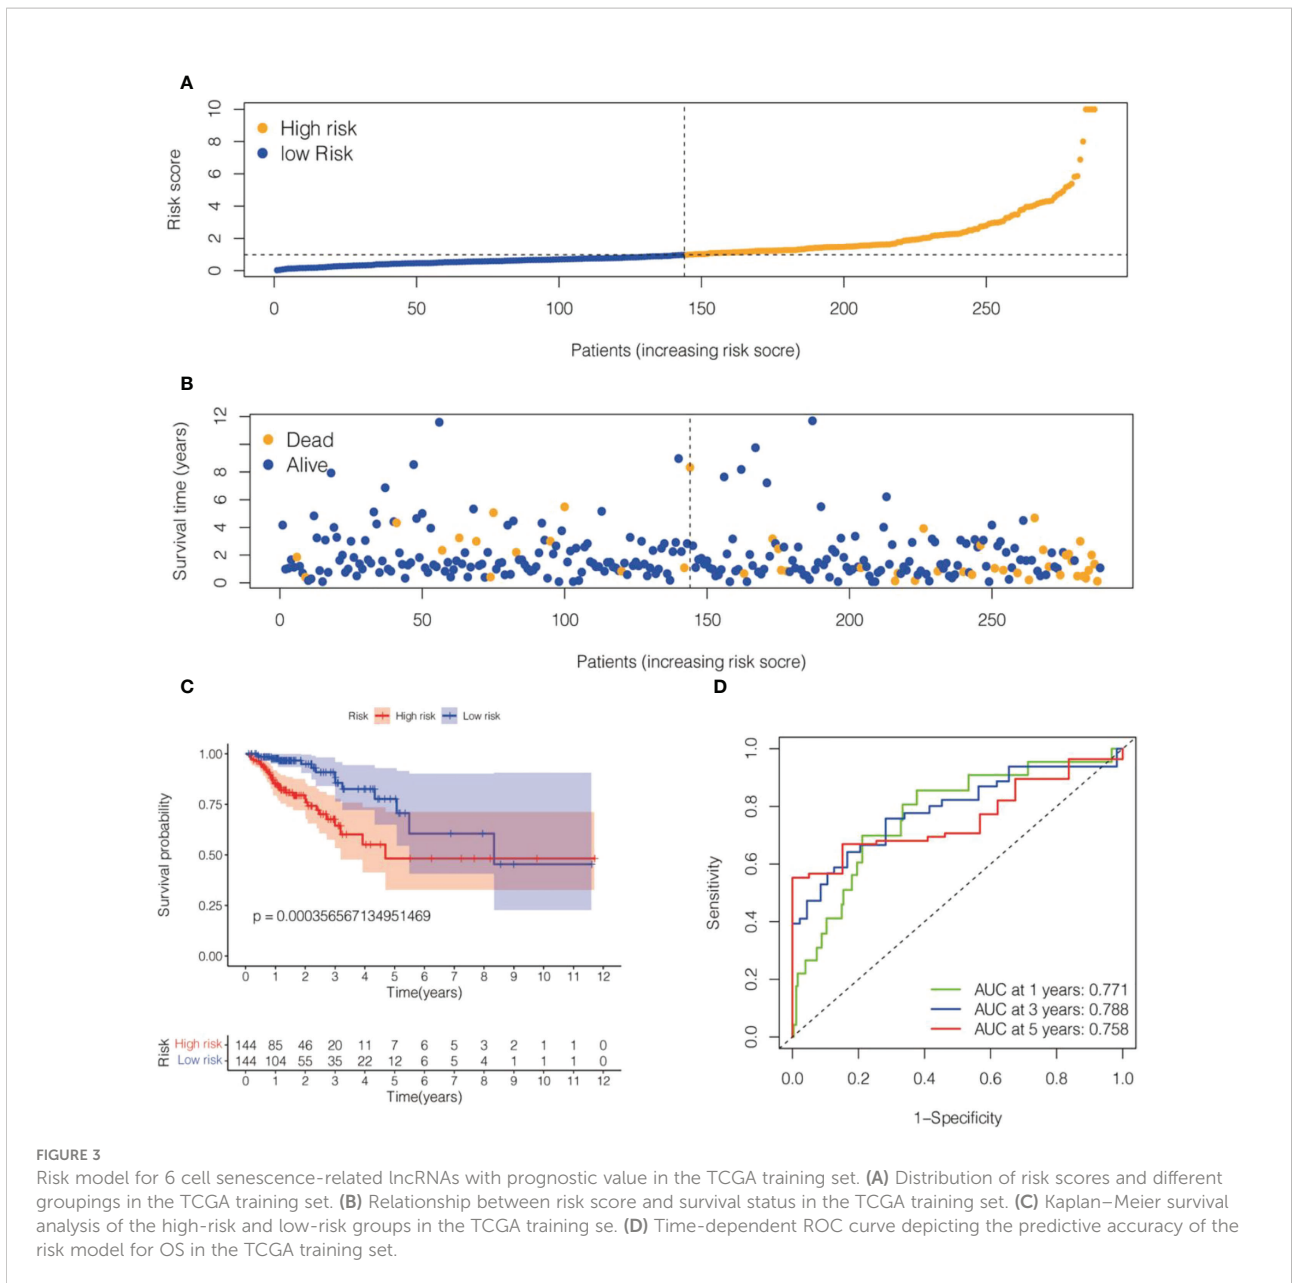 A
10
8
6
4
2
0
Risk score
High risk
low Risk
0 50 100 150 200 250
Patients (increasing risk socre)
B
12
8
6
4
2
0
Survival time (years)
Dead
Alive
0 50 100 150 200 250
Patients (increasing risk socre)
C
Risk High risk Low risk
1.00
0.75
0.50
0.25
0.00
Survival probability
p = 0.000356567134951469
0 1 2 3 4 5 6 7 8 9 10 11 12
Time(years)
Risk
High risk 144 85 46 20 11 7 6 5 3 2 1 1 0
Low risk 144 104 55 35 22 12 6 5 4 1 1 1 0
0 1 2 3 4 5 6 7 8 9 10 11 12
Time(years)
D
1.0
0.8
0.6
0.4
0.2
0.0
Sensitivity
AUC at 1 years: 0.771
AUC at 3 years: 0.788
AUC at 5 years: 0.758
0.0 0.2 0.4 0.6 0.8 1.0
1−Specificity
FIGURE 3
Risk model for 6 cell senescence-related lncRNAs with prognostic value in the TCGA training set. (A) Distribution of risk scores and different
groupings in the TCGA training set. (B) Relationship between risk score and survival status in the TCGA training set. (C) Kaplan–Meier survival
analysis of the high-risk and low-risk groups in the TCGA training se. (D) Time-dependent ROC curve depicting the predictive accuracy of the
risk model for OS in the TCGA training set.